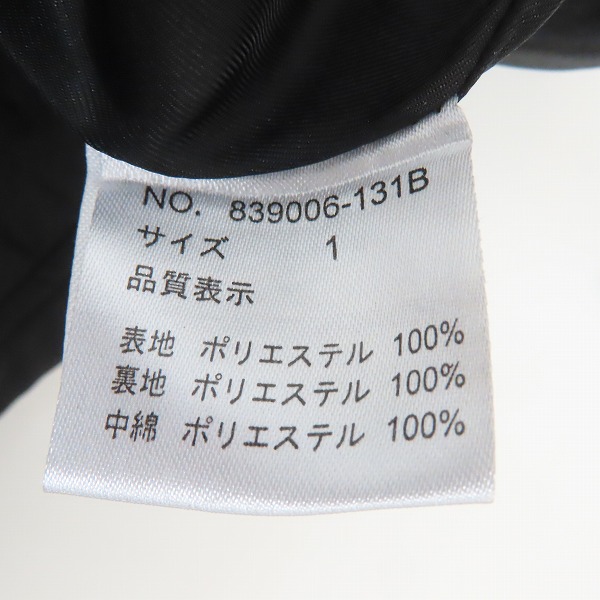 NO. 839006-131B
サイズ 1
品質表示
表地 ポリエステル 100%
裏地 ポリエステル 100%
中綿 ポリエステル 100%